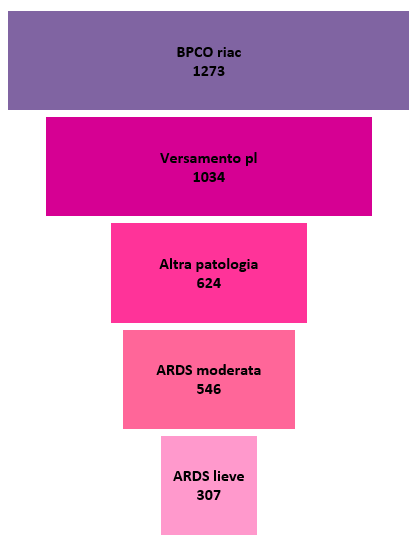 BPCO riac
1273
Versamento pl
1034
Altra patologia
624
ARDS moderata
546
ARDS lieve
307